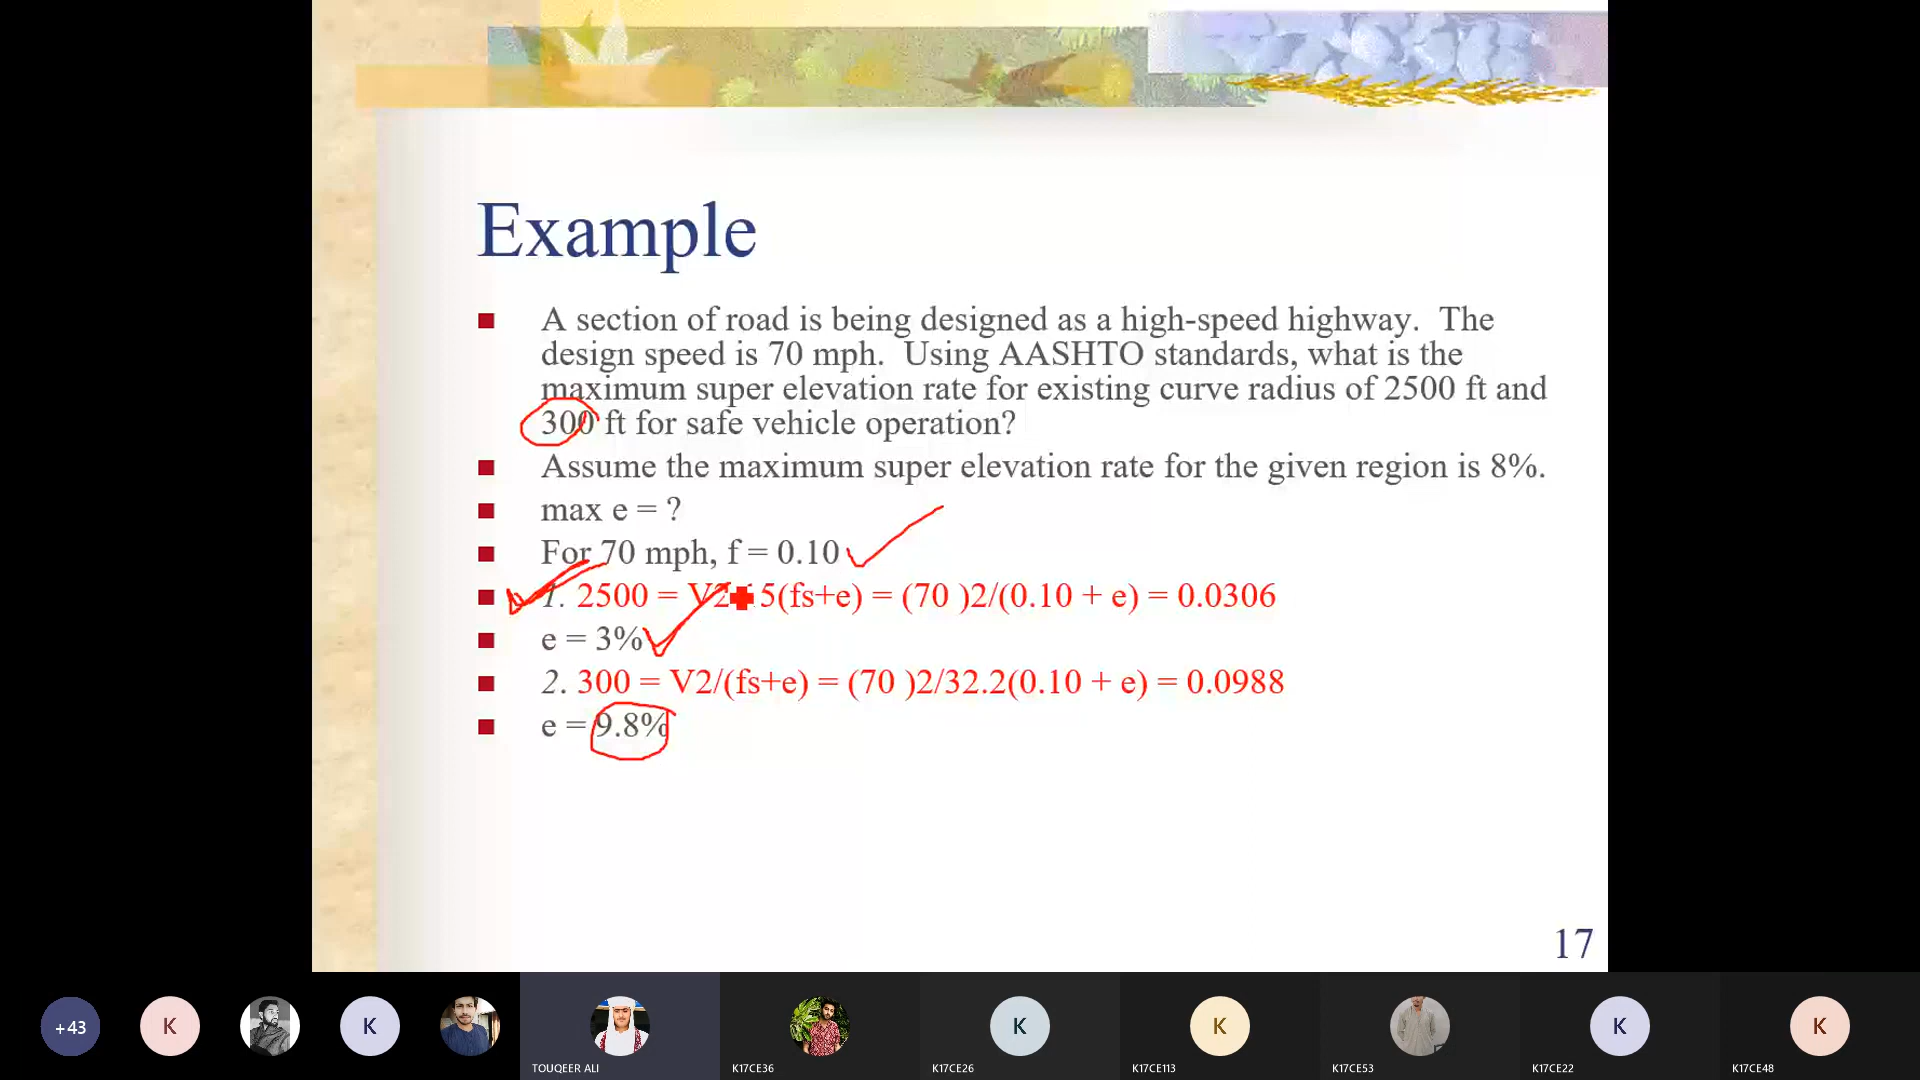 Example
A section of road is being designed as a high-speed highway. The
design speed is 70 mph. Using AASHTO standards, what is the
maximum super elevation rate for existing curve radius of 2500 ft and
300 ft for safe vehicle operation?
Assume the maximum super elevation rate for the given region is 8%.
max e = ?
For 70 mph, f = 0.10
1. 2500 = V2 5(fs+e) = (70 )2/(0.10 + e) = 0.0306
e = 3%
2. 300 = V2/(fs+e) = (70 )2/32.2(0.10 + e) = 0.0988
e = 9.8%
17
+43
K
K
K
K
K
K
TOUQEER ALI
K17CE36
K17CE26
K17CE113
K17CE53
K17CE22
K17CE48